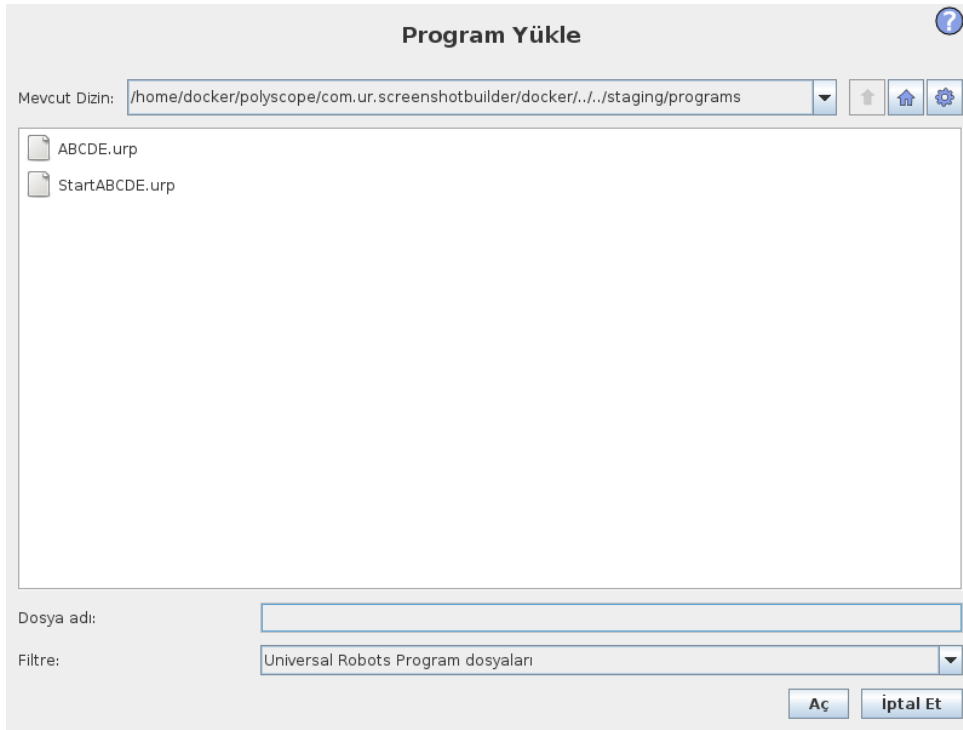 Program Yükle
?
Mevcut Dizin: /home/docker/polyscope/com.ur.screenshotbuilder/docker/../../staging/programs
ABCDE.urp
StartABCDE.urp
Dosya adı:
Filtre: Universal Robots Program dosyaları
Aç İptal Et